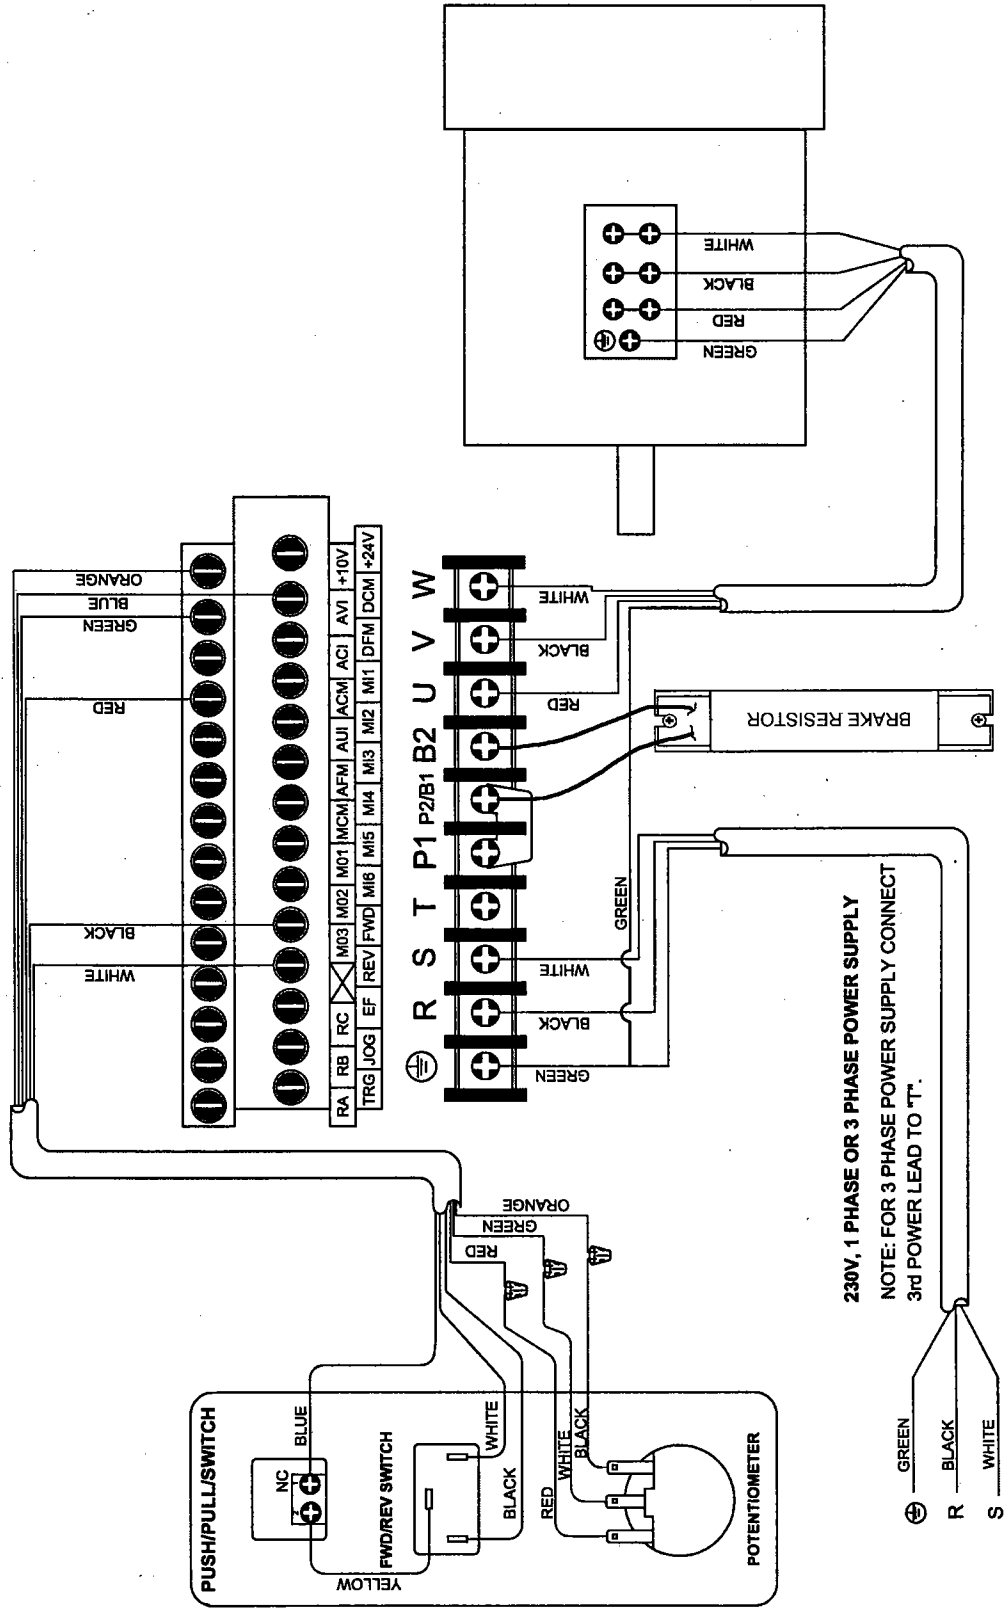 PUSH/PULL/SWITCH
NC
1
2
BLUE
YELLOW
FWD/REV SWITCH
WHITE
BLACK
RED
WHITE
BLACK
POTENTIOMETER
RED
GREEN
ORANGE
WHITE
BLACK
RED
GREEN
BLUE
ORANGE
RA RB RC M03 M02 M01 MCM AFM AUI ACM ACI AVI +10V
TRG JOG EF REV FWD MI6 MI5 MI4 MI3 MI2 MI1 DFM DCM +24V
R S T P1 P2/B1 B2 U V W
GREEN
BLACK
WHITE
RED
BLACK
WHITE
GREEN
BRAKE RESISTOR
GREEN
RED
BLACK
WHITE
230V, 1 PHASE OR 3 PHASE POWER SUPPLY
NOTE: FOR 3 PHASE POWER SUPPLY CONNECT
3rd POWER LEAD TO "T".
GREEN
R BLACK
S WHITE